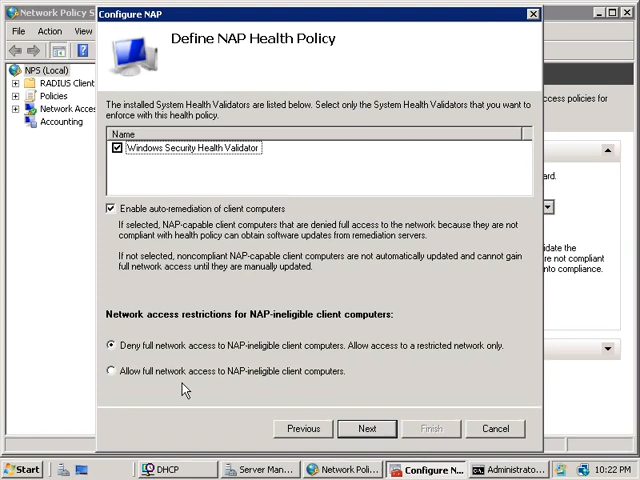 Network Policy Se
Configure NAP
File Action View
Define NAP Health Policy
NPS (Local)
RADIUS Client
Policies
Network Acces
Accounting
ccess policies for
The installed System Health Validators are listed below. Select only the System Health Validators that you want to
enforce with this health policy.
Name
Windows Security Health Validator
ard.
Enable auto-remediation of client computers
If selected, NAP-capable client computers that are denied full access to the network because they are not
compliant with health policy can obtain software updates from remediation servers.
idate the
re not compliant
nto compliance.
If not selected, noncompliant NAP-capable client computers are not automatically updated and cannot gain
full network access until they are manually updated.
Network access restrictions for NAP-ineligible client computers:
Deny full network access to NAP-ineligible client computers. Allow access to a restricted network only.
Allow full network access to NAP-ineligible client computers.
Previous Next Finish Cancel
Start DHCP Server Man... Network Poli... Configure N... Administrato... 10:22 PM